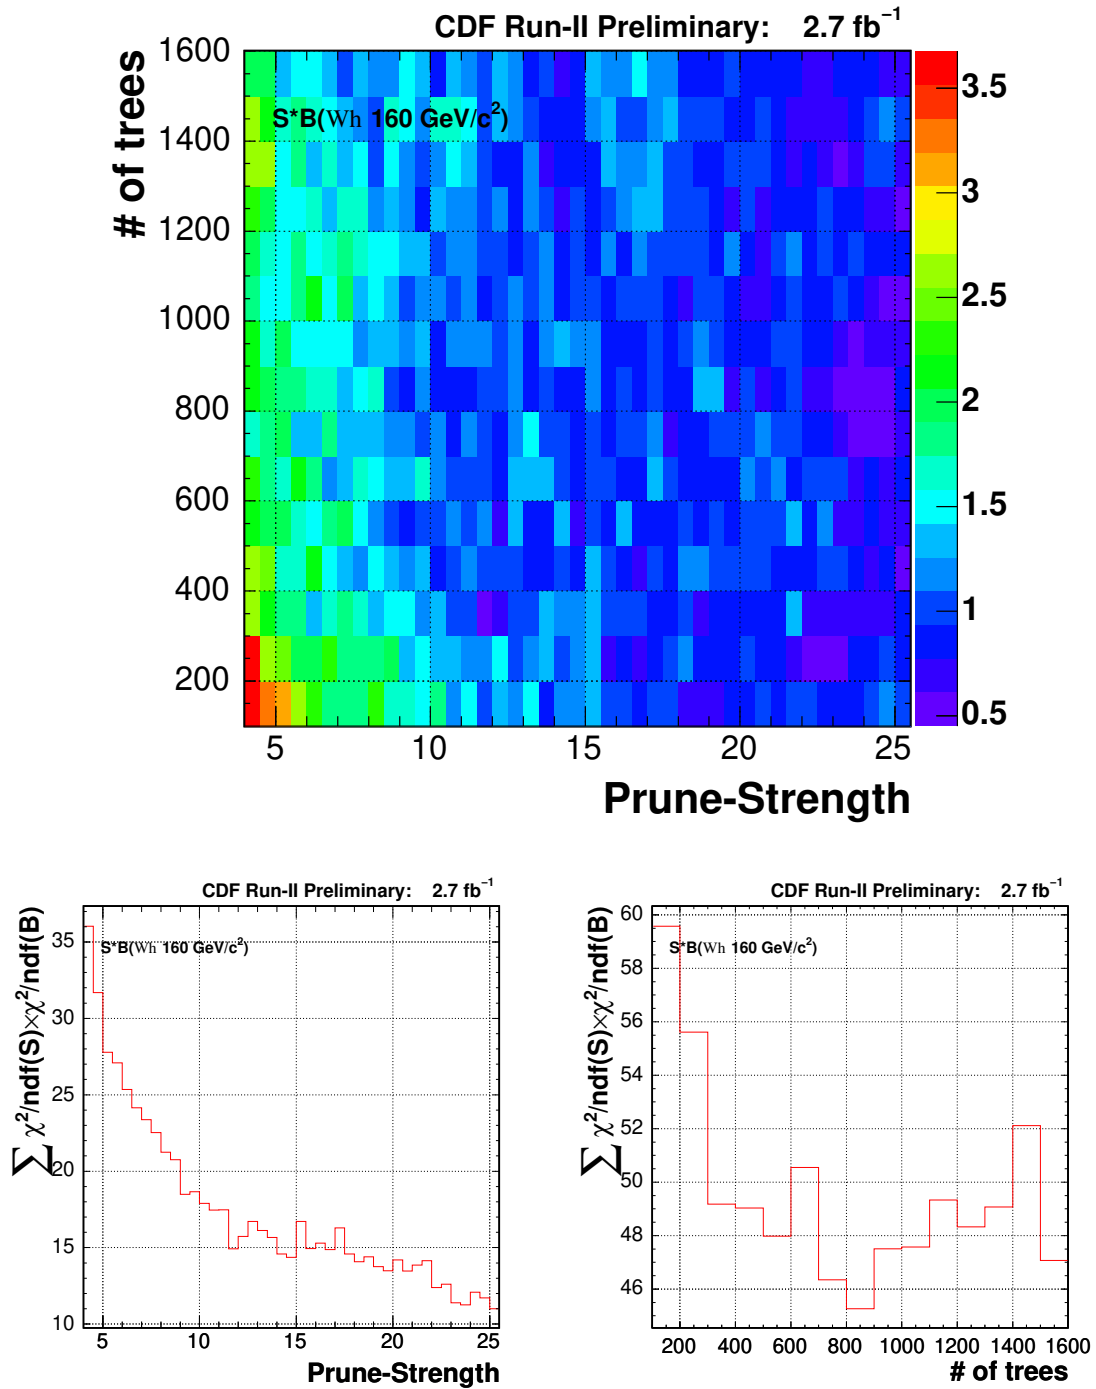 CDF Run-II Preliminary: 2.7 fb⁻¹
# of trees
S*B(Wh 160 GeV/c²)
1600
1400
1200
1000
800
600
400
200
5 10 15 20 25
Prune-Strength
3.5
3
2.5
2
1.5
1
0.5
CDF Run-II Preliminary: 2.7 fb⁻¹
∑ χ²/ndf(S)×χ²/ndf(B)
S*B(Wh 160 GeV/c²)
35
30
25
20
15
10
5 10 15 20 25
Prune-Strength
CDF Run-II Preliminary: 2.7 fb⁻¹
∑ χ²/ndf(S)×χ²/ndf(B)
S*B(Wh 160 GeV/c²)
60
58
56
54
52
50
48
46
200 400 600 800 1000 1200 1400 1600
# of trees